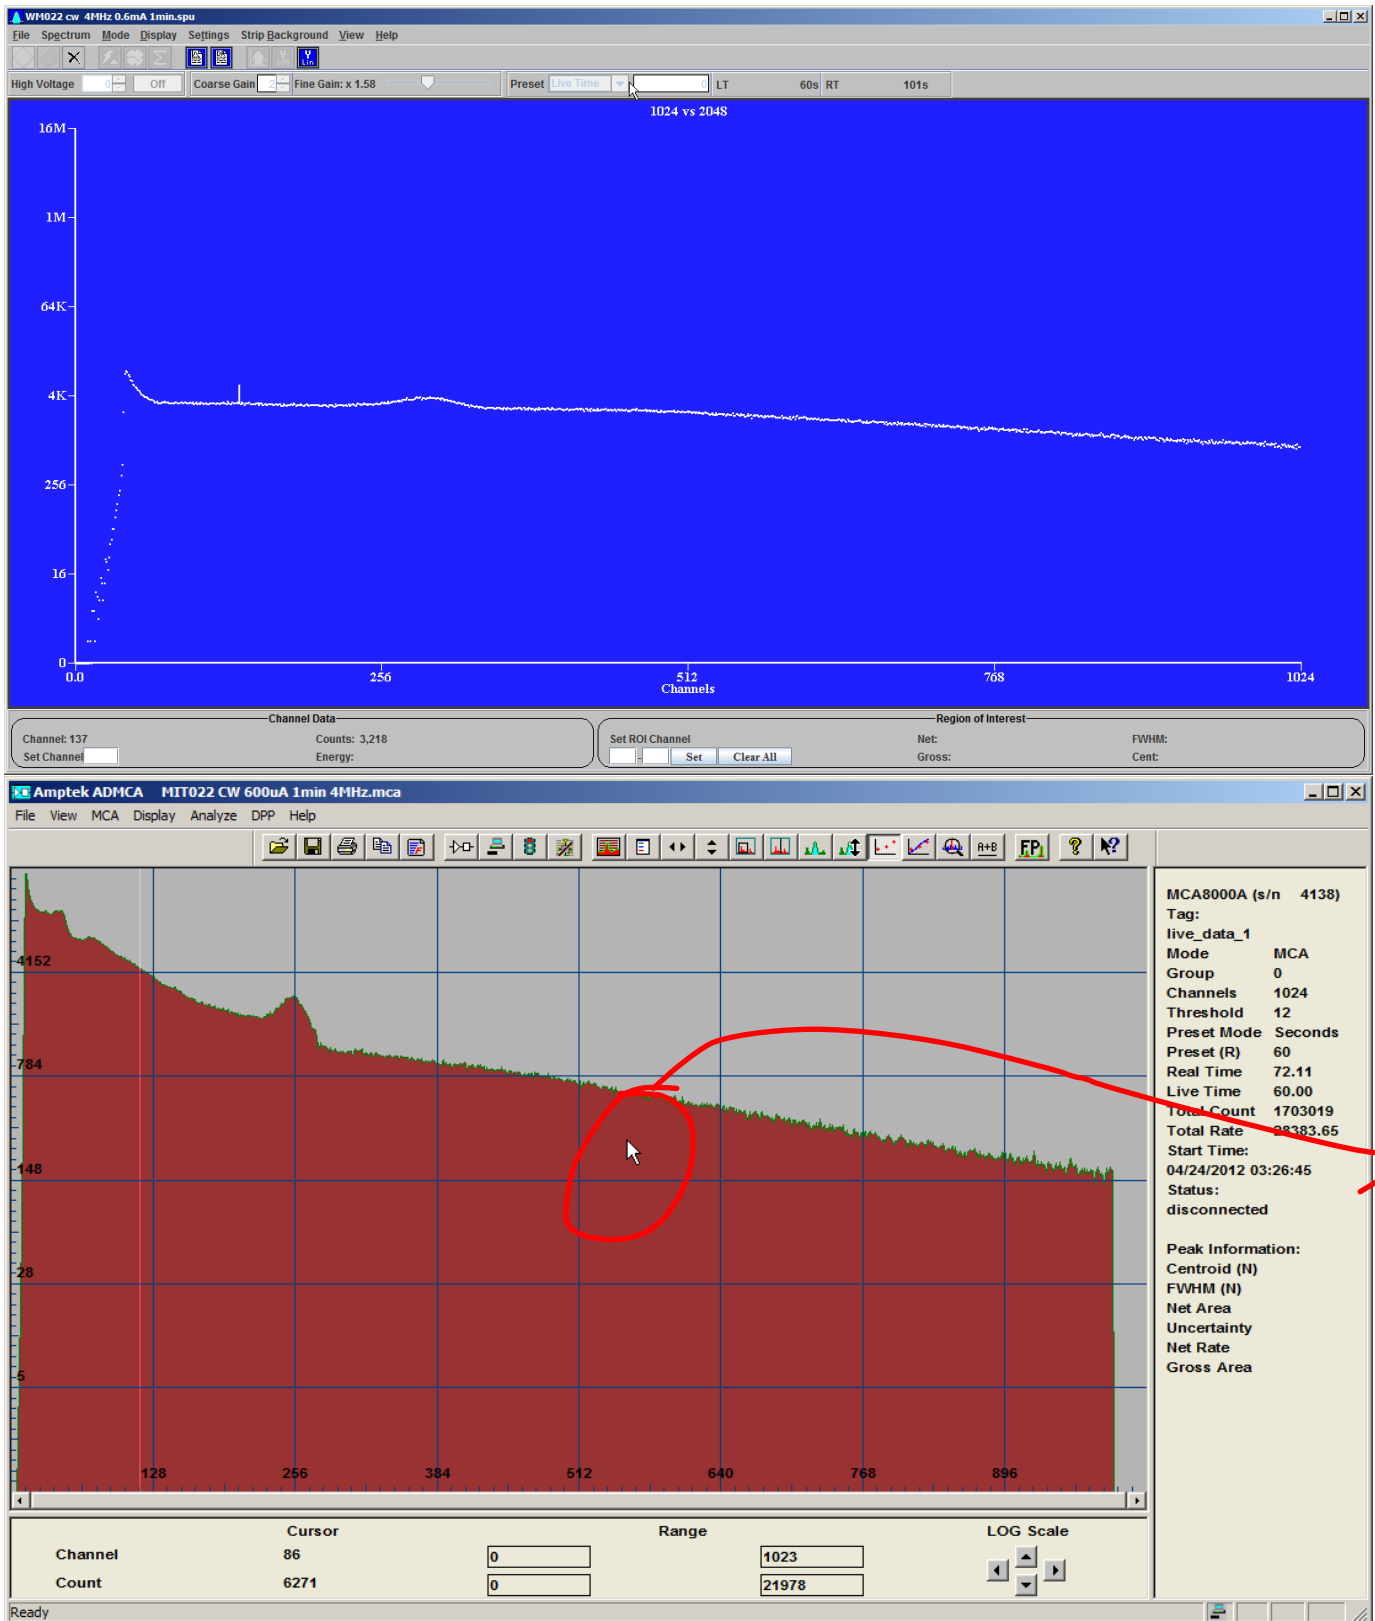 WM022 cw 4MHz 0.6mA 1min.spu
File Spectrum Mode Display Settings Strip Background View Help
High Voltage 0 Off Coarse Gain 2 Fine Gain: x 1.58 Preset Live Time 0 LT 60s RT 101s
1024 vs 2048
16M
1M
64K
4K
256
16
0
0.0 256 512 768 1024
Channels
Channel Data Region of Interest
Channel: 137 Counts: 3,218 Set ROI Channel Net: FWHM:
Set Channel Energy: - Set Clear All Gross: Cent:
Amptek ADMCA MIT022 CW 600uA 1min 4MHz.mca
File View MCA Display Analyze DPP Help
A+B FP ? ?
MCA8000A (s/n 4138)
Tag:
live_data_1
Mode MCA
Group 0
Channels 1024
Threshold 12
Preset Mode Seconds
Preset (R) 60
Real Time 72.11
Live Time 60.00
Total Count 1703019
Total Rate 28383.65
Start Time:
04/24/2012 03:26:45
Status:
disconnected
Peak Information:
Centroid (N)
FWHM (N)
Net Area
Uncertainty
Net Rate
Gross Area
4152
784
148
28
5
128 256 384 512 640 768 896
Cursor Range LOG Scale
Channel 86 0 1023
Count 6271 0 21978
Ready